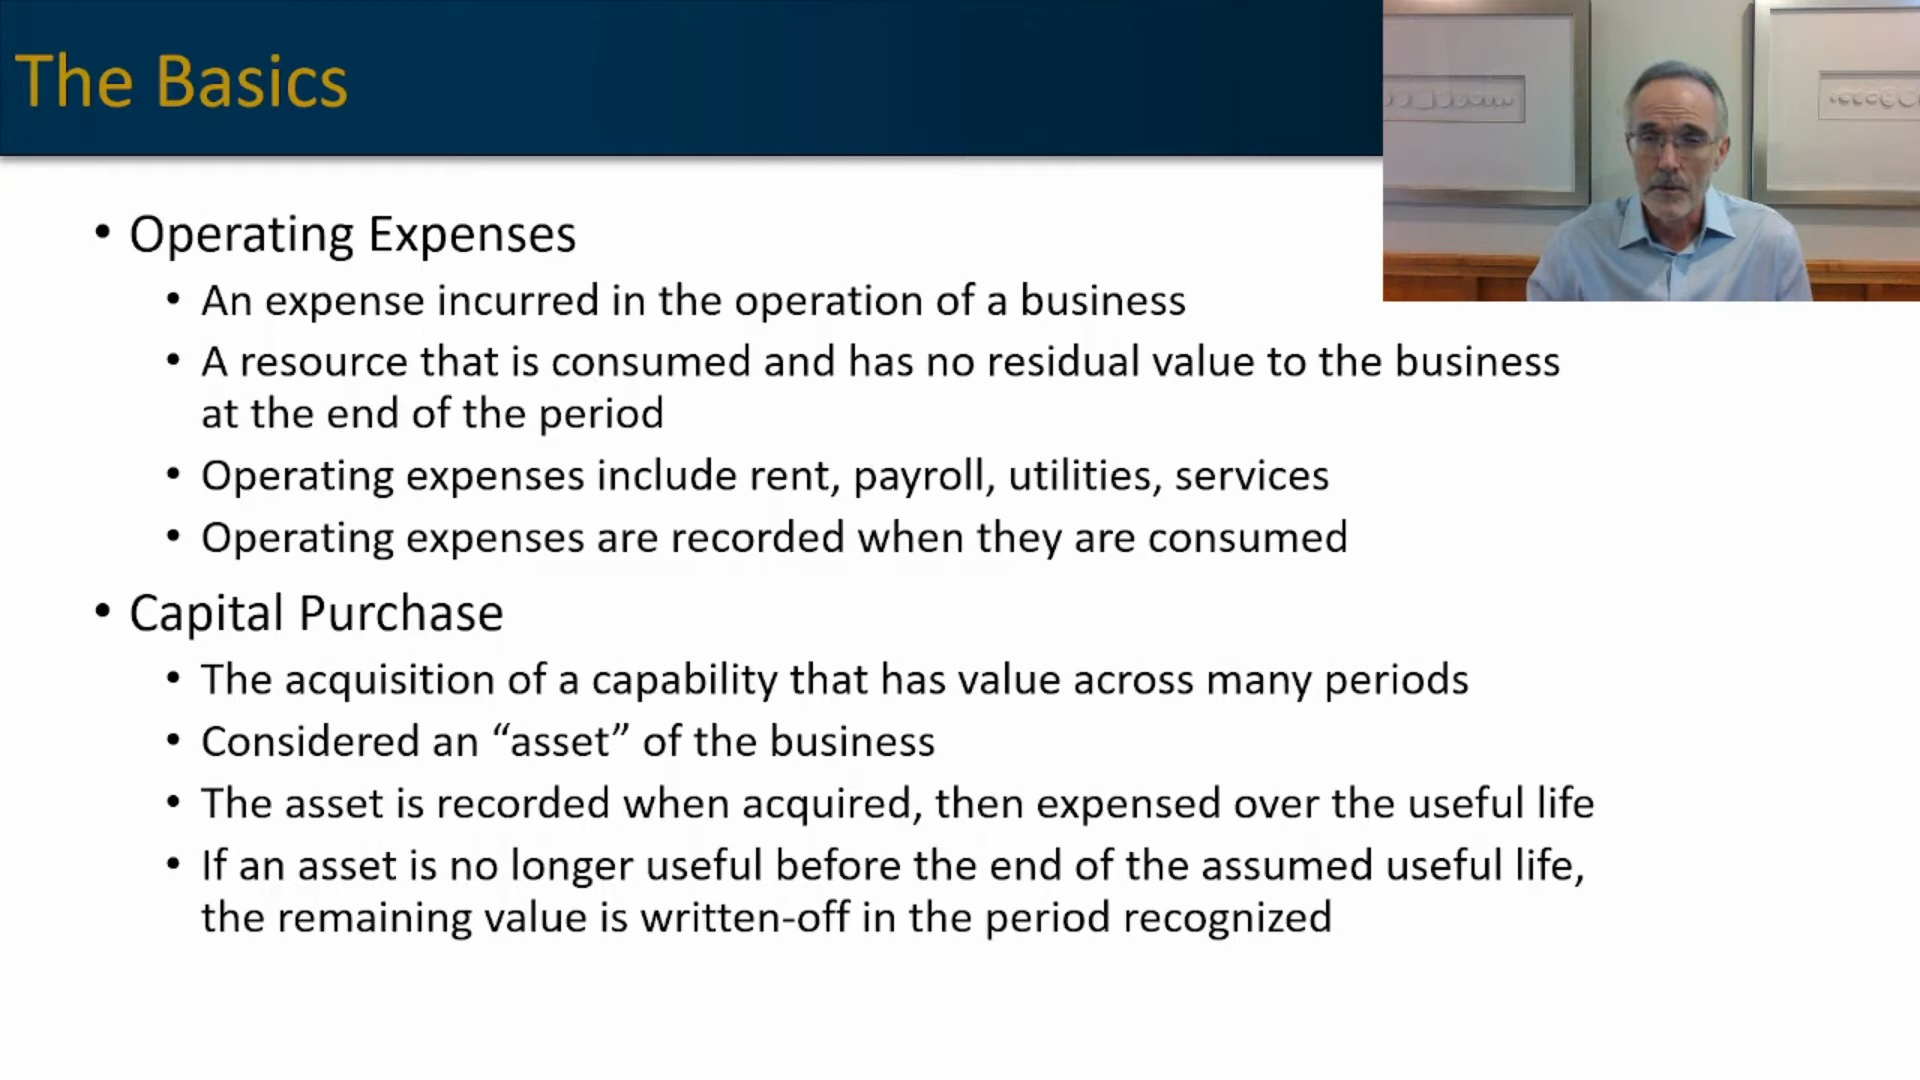 The Basics
• Operating Expenses
• An expense incurred in the operation of a business
• A resource that is consumed and has no residual value to the business
at the end of the period
• Operating expenses include rent, payroll, utilities, services
• Operating expenses are recorded when they are consumed
• Capital Purchase
• The acquisition of a capability that has value across many periods
• Considered an “asset” of the business
• The asset is recorded when acquired, then expensed over the useful life
• If an asset is no longer useful before the end of the assumed useful life,
the remaining value is written-off in the period recognized